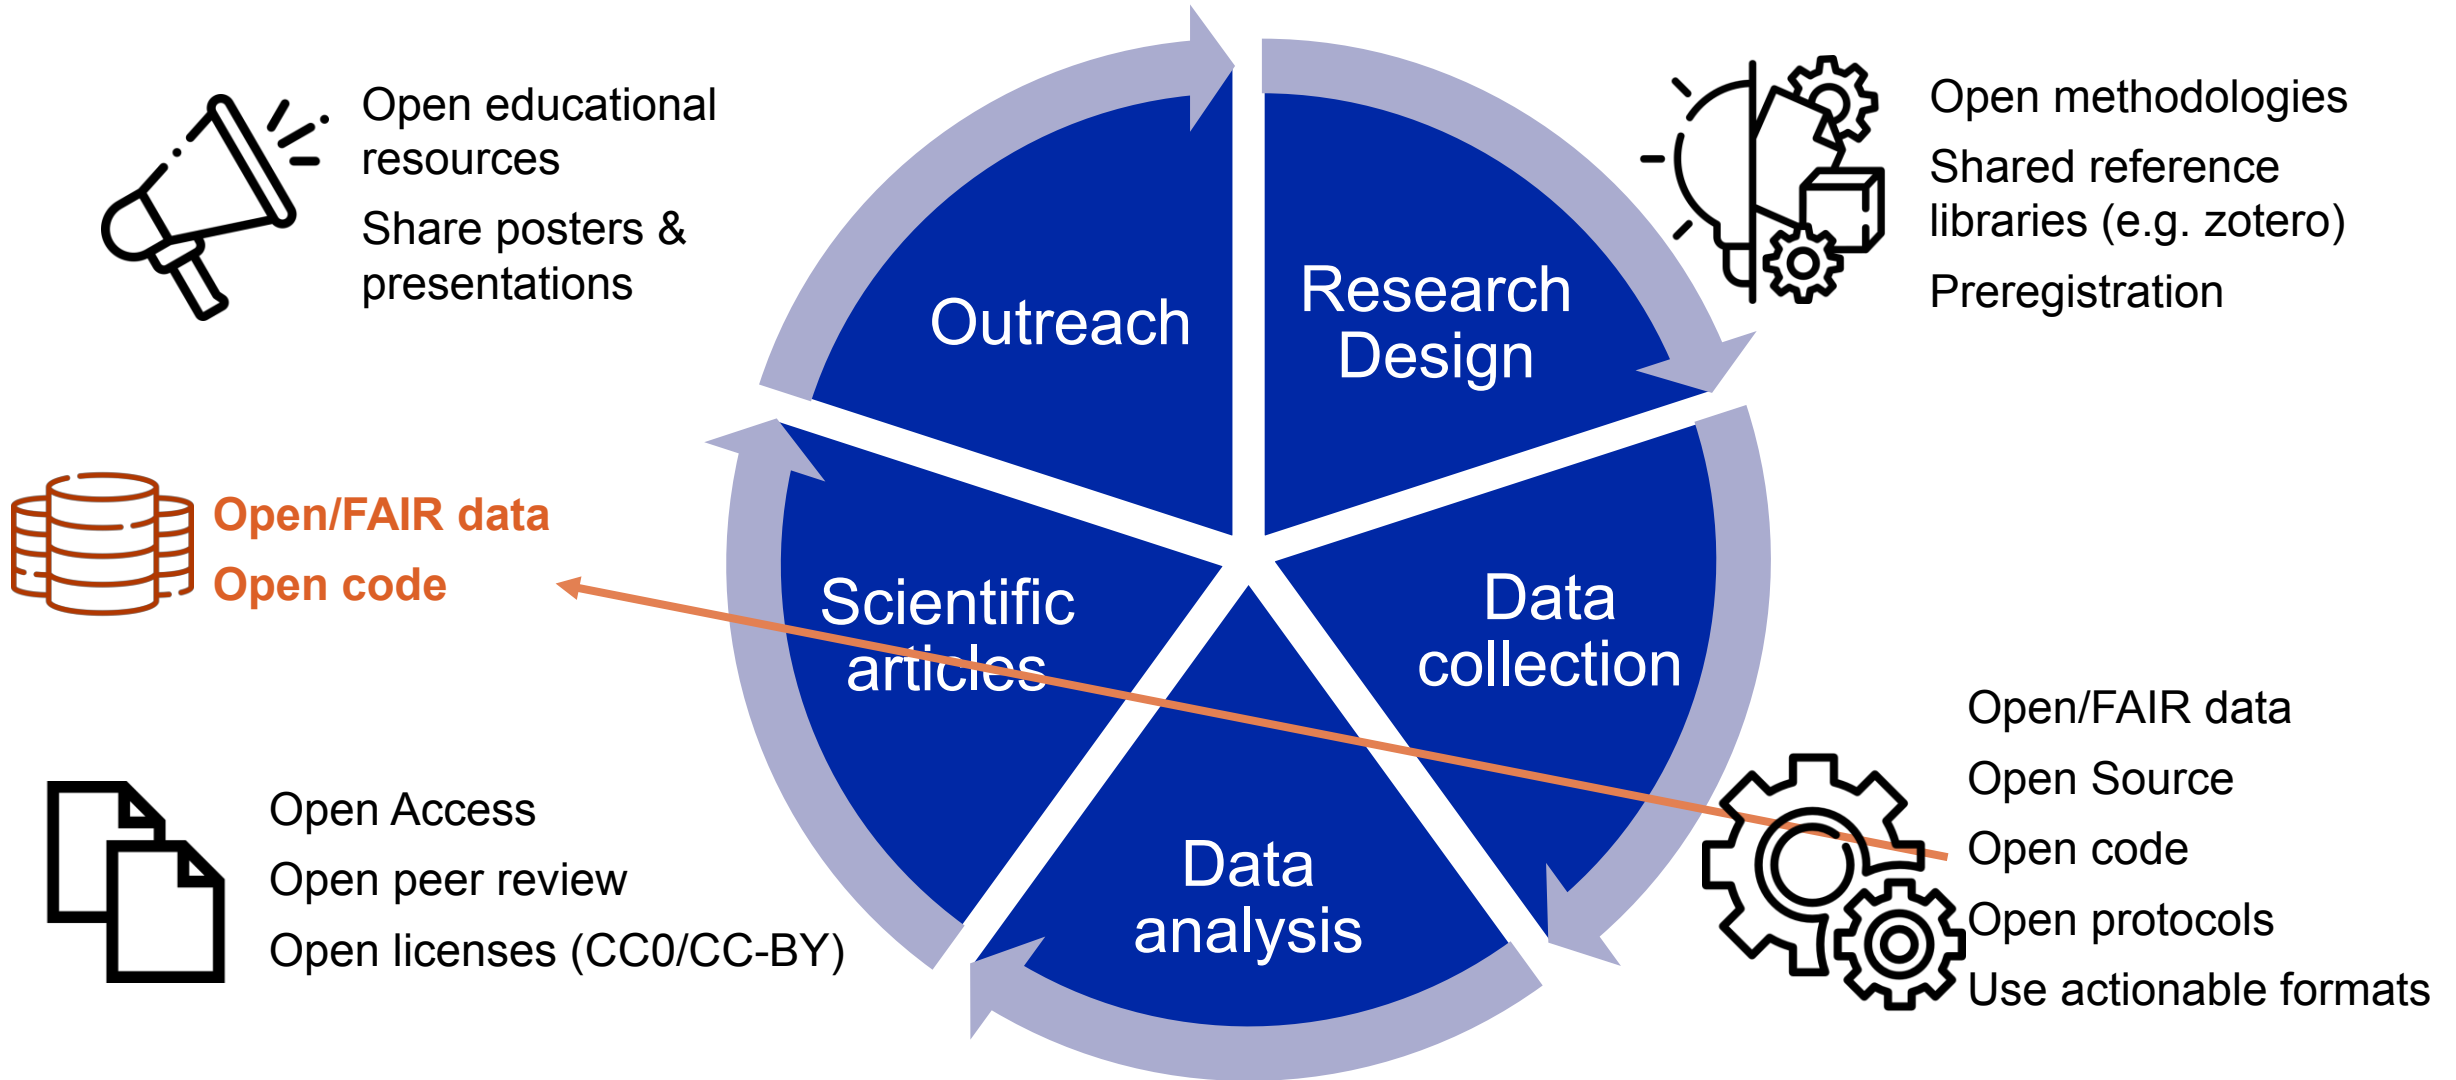 Open educational
resources
Share posters &
presentations
Open methodologies
Shared reference
libraries (e.g. zotero)
Preregistration
Outreach
Research
Design
Open/FAIR data
Open code
Scientific
articles
Data
collection
Data
analysis
Open Access
Open peer review
Open licenses (CC0/CC-BY)
Open/FAIR data
Open Source
Open code
Open protocols
Use actionable formats